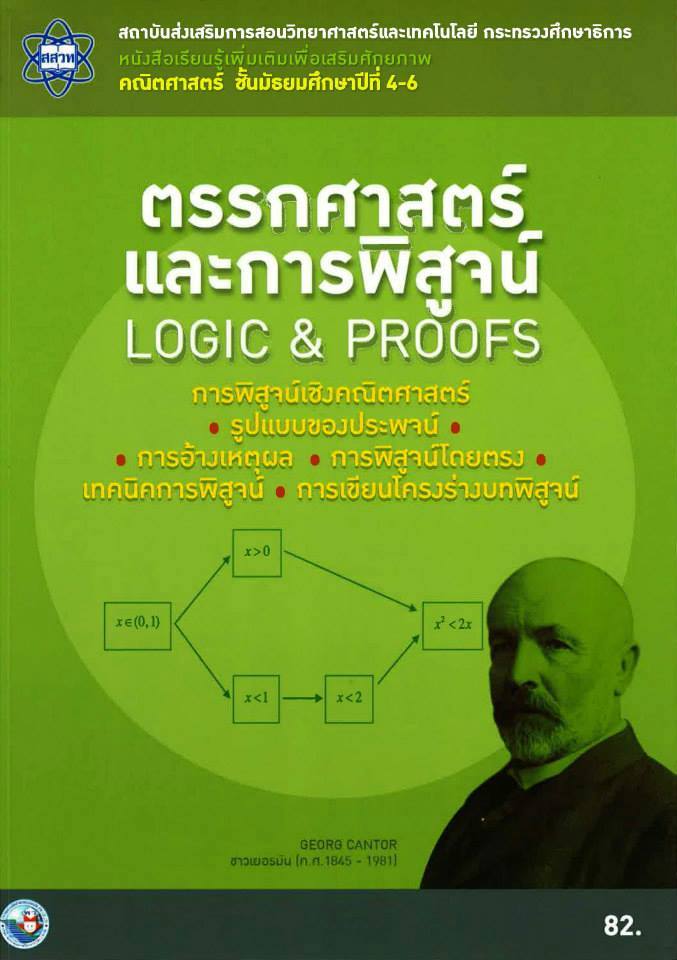 สสวท
สถาบันส่งเสริมการสอนวิทยาศาสตร์และเทคโนโลยี กระทรวงศึกษาธิการ
หนังสือเรียนรู้เพิ่มเติมเพื่อเสริมศักยภาพ
คณิตศาสตร์ ชั้นมัธยมศึกษาปีที่ 4-6
ตรรกศาสตร์
และการพิสูจน์
LOGIC & PROOFS
การพิสูจน์เชิงคณิตศาสตร์
• รูปแบบของประพจน์ •
• การอ้างเหตุผล • การพิสูจน์โดยตรง •
เทคนิคการพิสูจน์ • การเขียนโครงร่างบทพิสูจน์
x>0
x∈(0,1)
x² <2x
x<1
x<2
GEORG CANTOR
ชาวเยอรมัน (ค.ศ.1845 - 1981)
82.